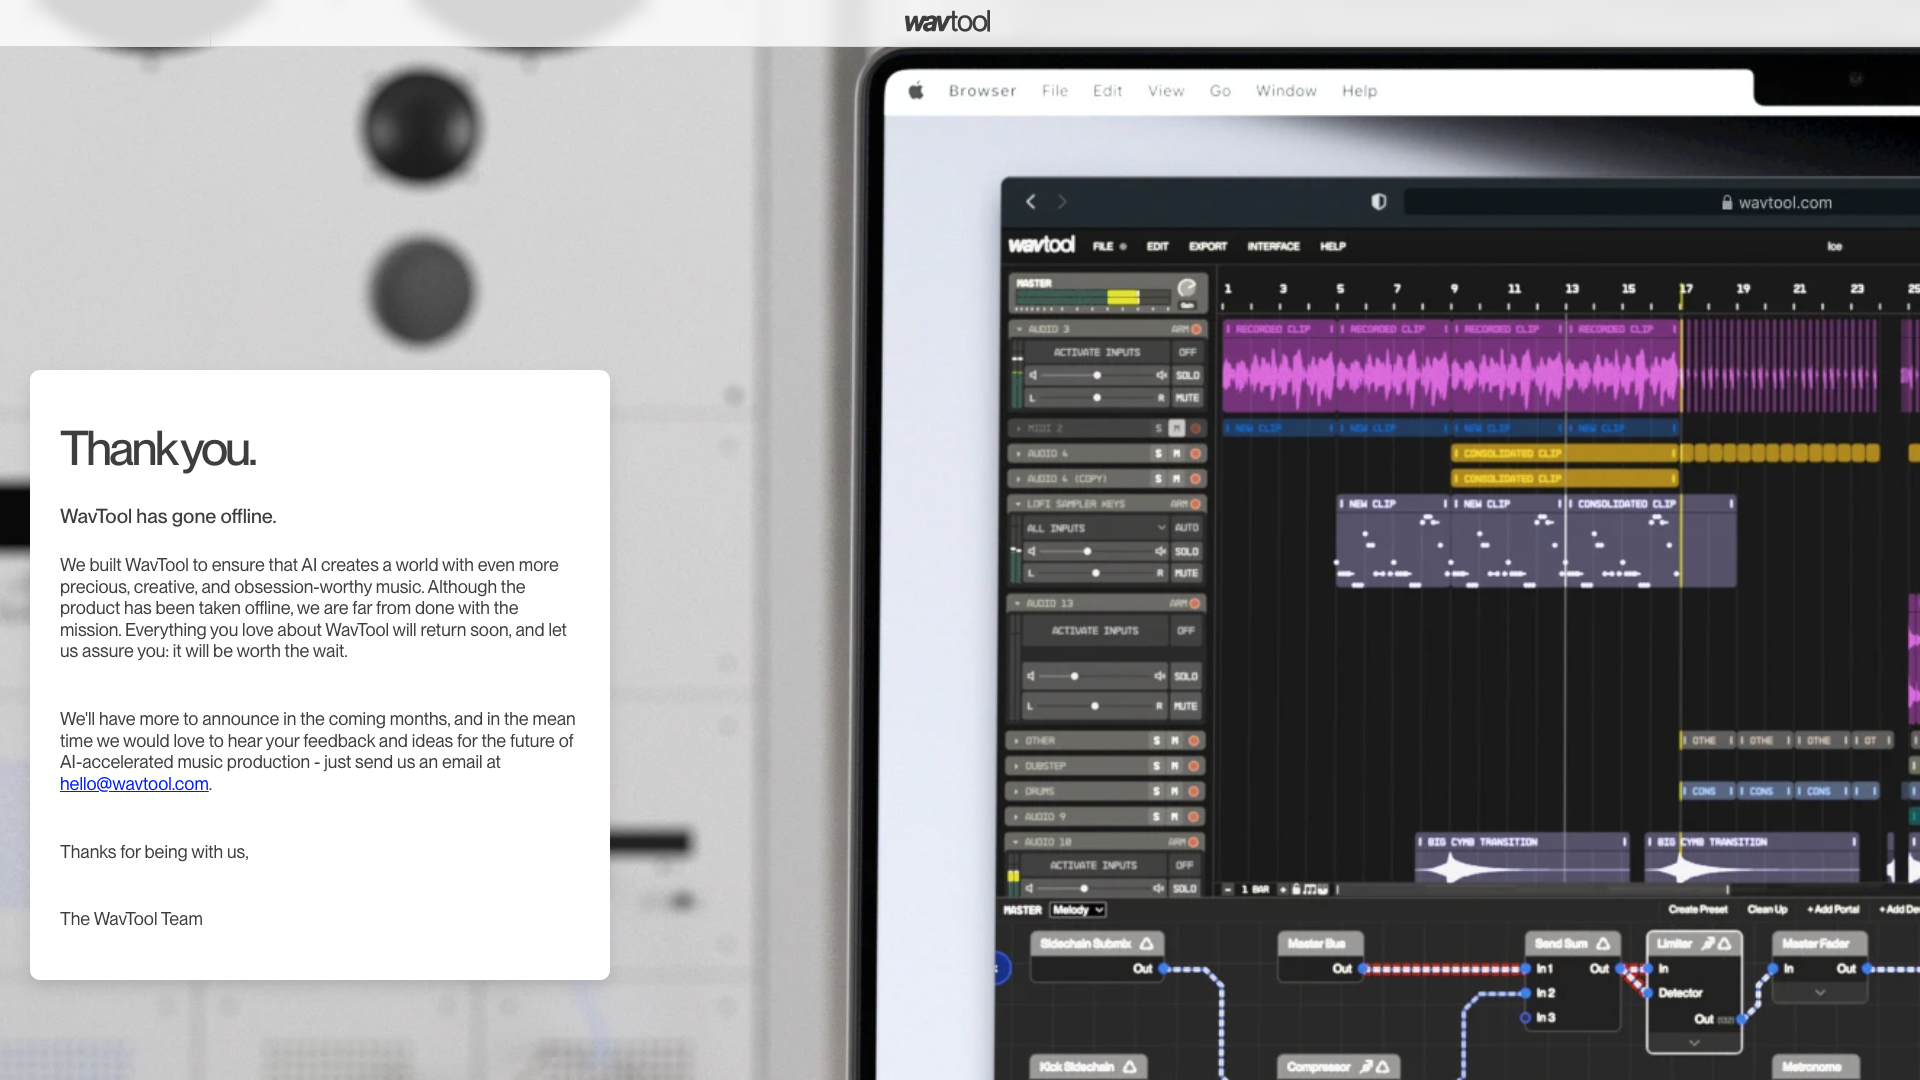 wavtool
Thank you.
WavTool has gone offline.
We built WavTool to ensure that AI creates a world with even more
precious, creative, and obsession-worthy music. Although the
product has been taken offline, we are far from done with the
mission. Everything you love about WavTool will return soon, and let
us assure you: it will be worth the wait.
We'll have more to announce in the coming months, and in the mean
time we would love to hear your feedback and ideas for the future of
AI-accelerated music production - just send us an email at
hello@wavtool.com.
Thanks for being with us,
The WavTool Team
Browser File Edit View Go Window Help
wavtool.com
wavtool FILE EDIT EXPORT INTERFACE HELP Ice
MASTER
Gain
1 3 5 7 9 11 13 15 17 19 21 23 25
AUDIO 3 ARM RECORDED CLIP RECORDED CLIP RECORDED CLIP RECORDED CLIP
ACTIVATE INPUTS OFF
SOLO
L R MUTE
MIDI 2 S M NEW CLIP NEW CLIP NEW CLIP NEW CLIP
AUDIO 4 S M CONSOLIDATED CLIP
AUDIO 4 (COPY) S M CONSOLIDATED CLIP
LOFI SAMPLER KEYS ARM NEW CLIP NEW CLIP CONSOLIDATED CLIP
ALL INPUTS AUTO
SOLO
L R MUTE
AUDIO 13 ARM
ACTIVATE INPUTS OFF
SOLO
L R MUTE
OTHER S M OTHE OTHE OTHE OT
DUBSTEP S M
DRUMS S M CONS CONS CONS
AUDIO 9 S M
AUDIO 10 ARM BIG CYMB TRANSITION BIG CYMB TRANSITION
ACTIVATE INPUTS OFF
SOLO
- 1 BAR +
MASTER Melody Create Preset Clean Up + Add Portal + Add De
Sidechain Submix Master Bus Send Sum Limiter Master Fader
Out Out In 1 Out In In Out
In 2 Detector
In 3 Out
Kick Sidechain Compressor Metronome